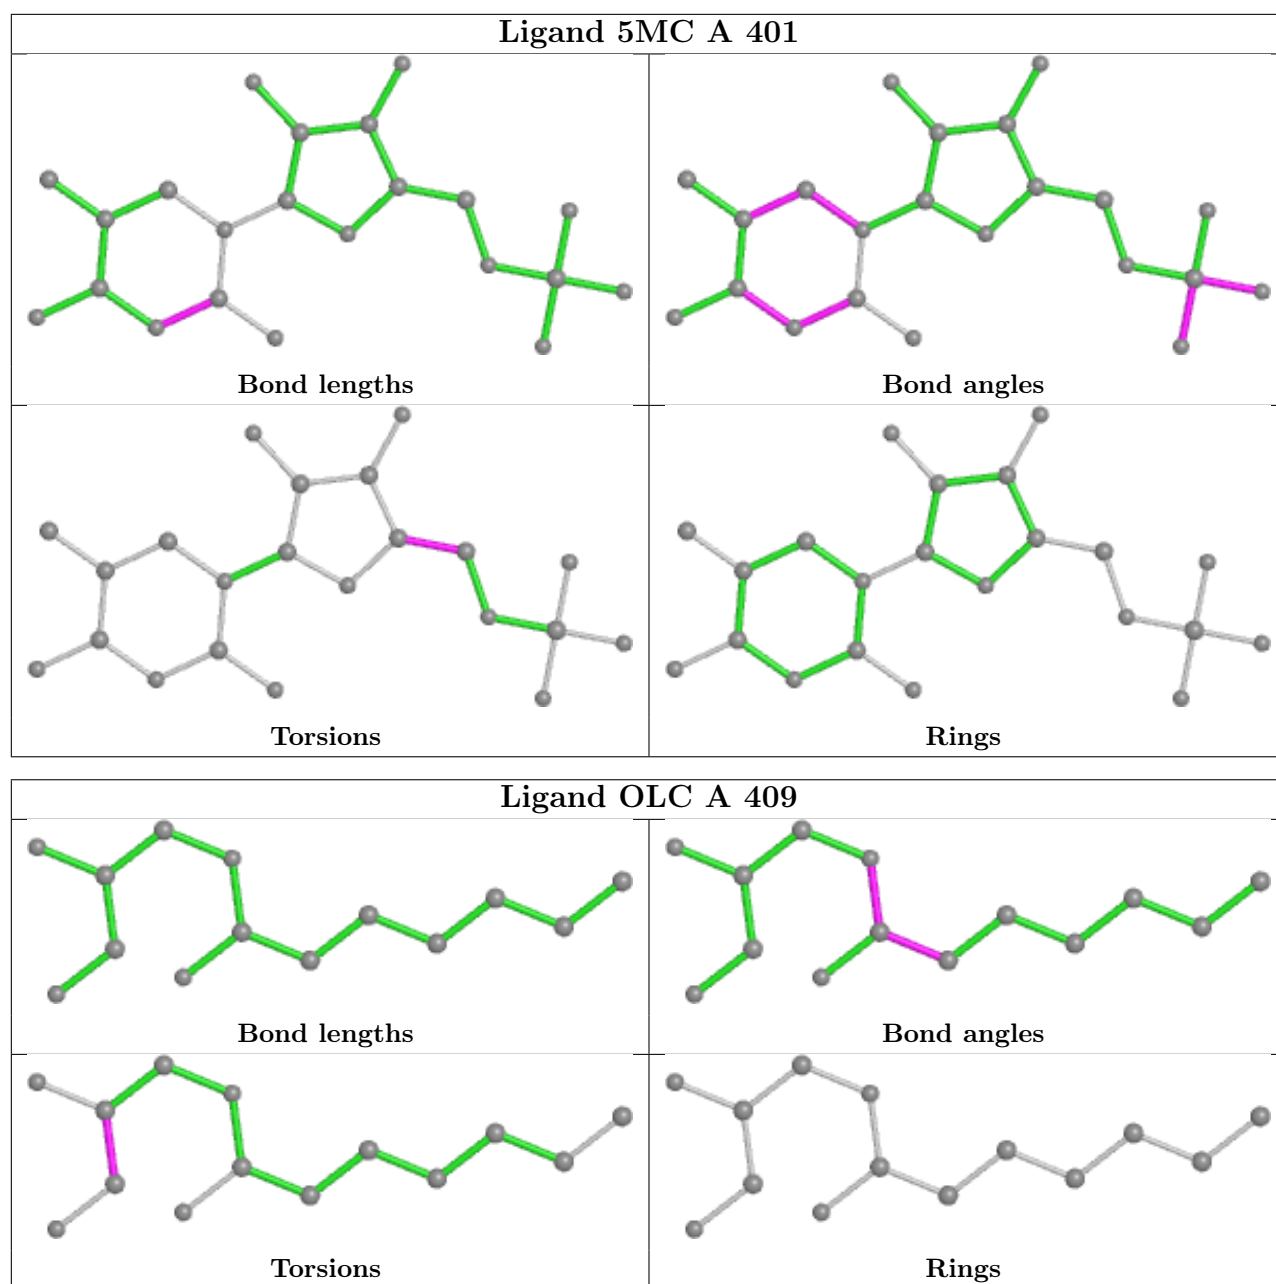 Ligand 5MC A 401
Bond lengths
Bond angles
Torsions
Rings
Ligand OLC A 409
Bond lengths
Bond angles
Torsions
Rings